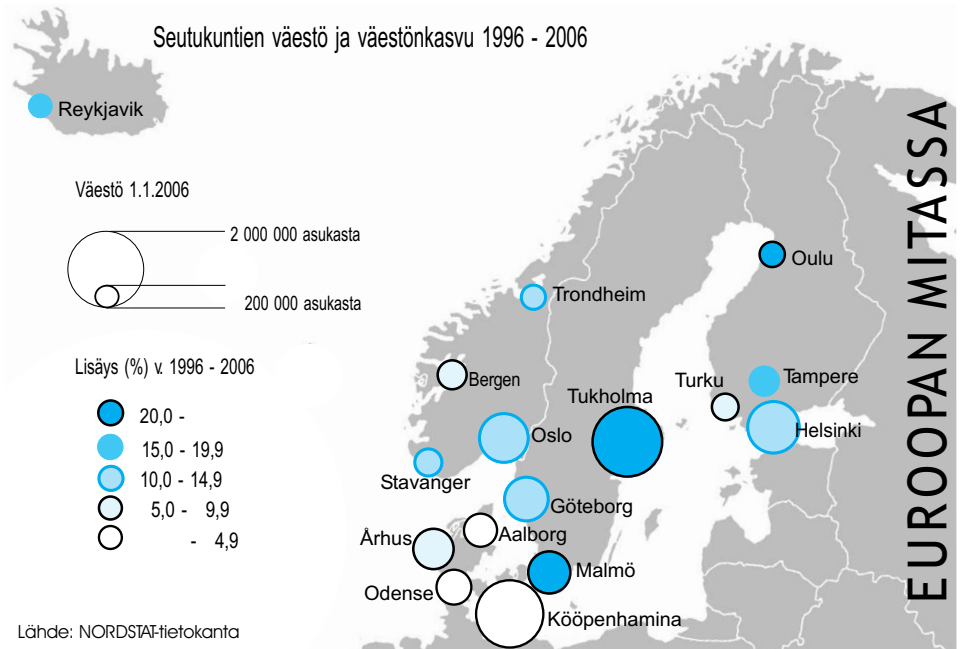 Seutukuntien väestö ja väestönkasvu 1996 - 2006
Reykjavik
Väestö 1.1.2006
2 000 000 asukasta
200 000 asukasta
Lisäys (%) v. 1996 - 2006
20,0 -
15,0 - 19,9
10,0 - 14,9
5,0 - 9,9
- 4,9
Oulu
Trondheim
Bergen
Turku
Tampere
Tukholma
Oslo
Helsinki
Stavanger
Göteborg
Århus
Aalborg
Malmö
Odense
Kööpenhamina
EUROOPAN MITASSA
Lähde: NORDSTAT-tietokanta